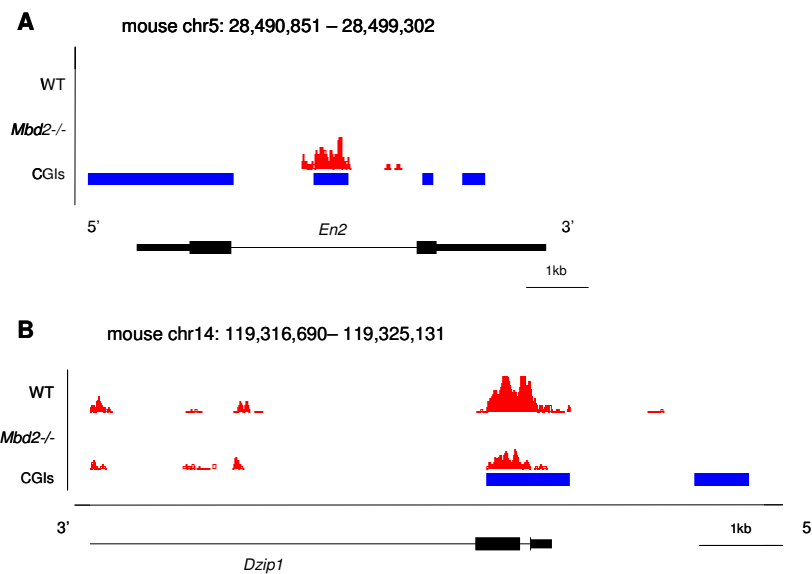 A
mouse chr5: 28,490,851 – 28,499,302
WT
Mbd2-/-
CGIs
5’ 3’
En2
1kb
B
mouse chr14: 119,316,690– 119,325,131
WT
Mbd2-/-
CGIs
3’ 5
1kb
Dzip1